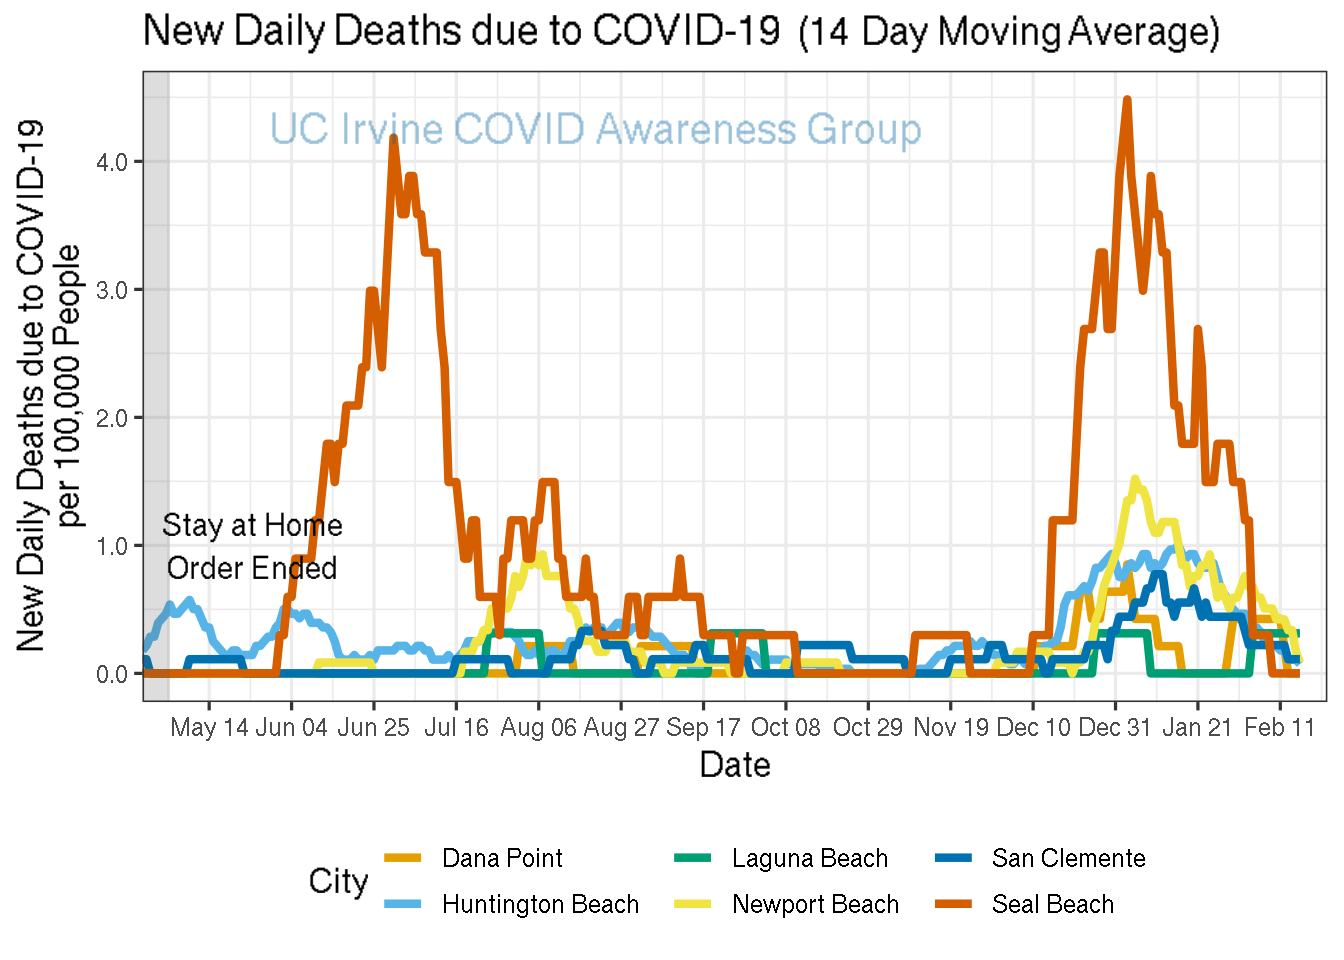 New Daily Deaths due to COVID-19 (14 Day Moving Average)
UC Irvine COVID Awareness Group
New Daily Deaths due to COVID-19
per 100,000 People
4.0
3.0
2.0
1.0
0.0
Stay at Home
Order Ended
May 14 Jun 04 Jun 25 Jul 16 Aug 06 Aug 27 Sep 17 Oct 08 Oct 29 Nov 19 Dec 10 Dec 31 Jan 21 Feb 11
Date
City
Dana Point Laguna Beach San Clemente
Huntington Beach Newport Beach Seal Beach